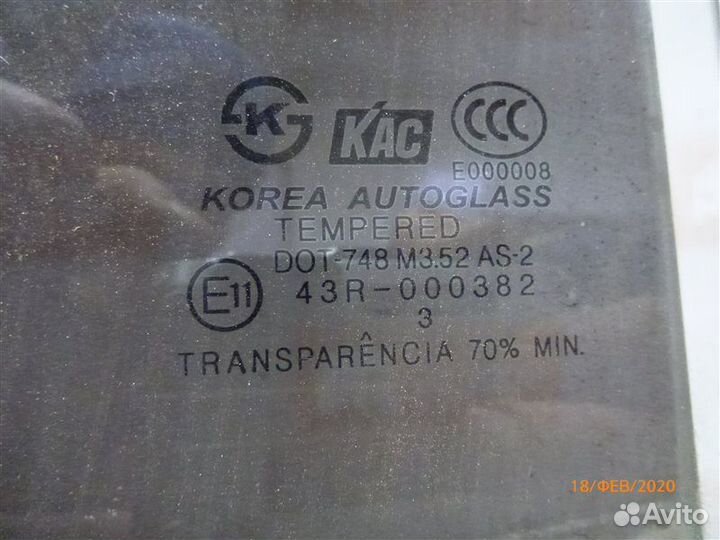 K KAC CCC
E000008
KOREA AUTOGLASS
TEMPERED
DOT-748 M3.52 AS-2
E11 43R-000382
3
TRANSPARÊNCIA 70% MIN.
18/ФЕВ/2020
Avito